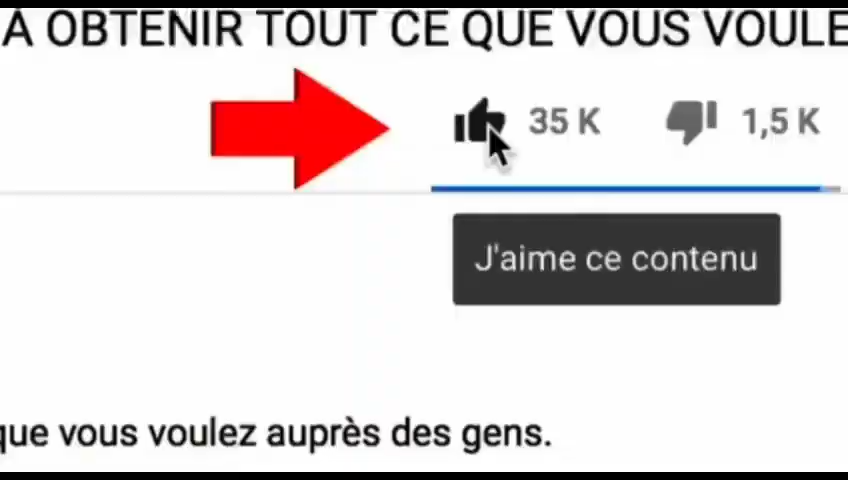 À OBTENIR TOUT CE QUE VOUS
35 K 1,5 K
J'aime ce contenu
que vous voulez auprès des gens.